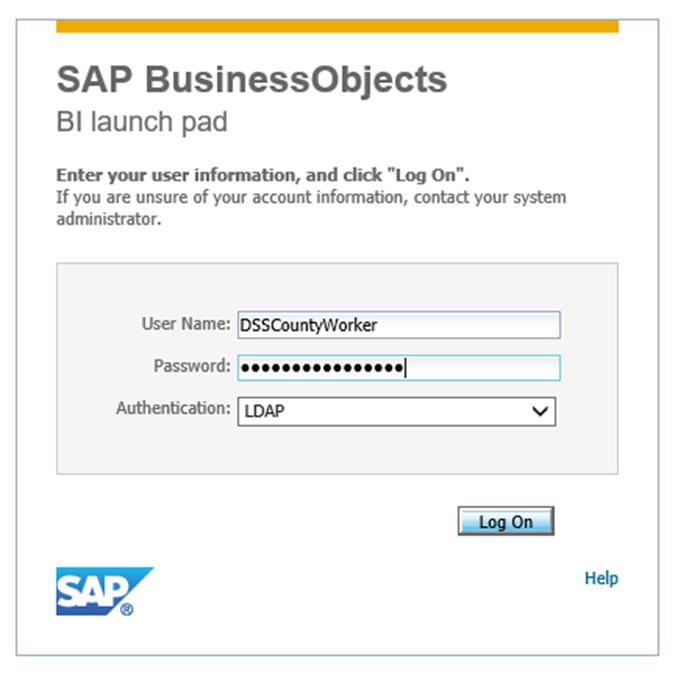 SAP BusinessObjects
BI launch pad
Enter your user information, and click "Log On".
If you are unsure of your account information, contact your system
administrator.
User Name: DSSCountyWorker
Password: ••••••••••••••••
Authentication: LDAP
Log On
Help
SAP®